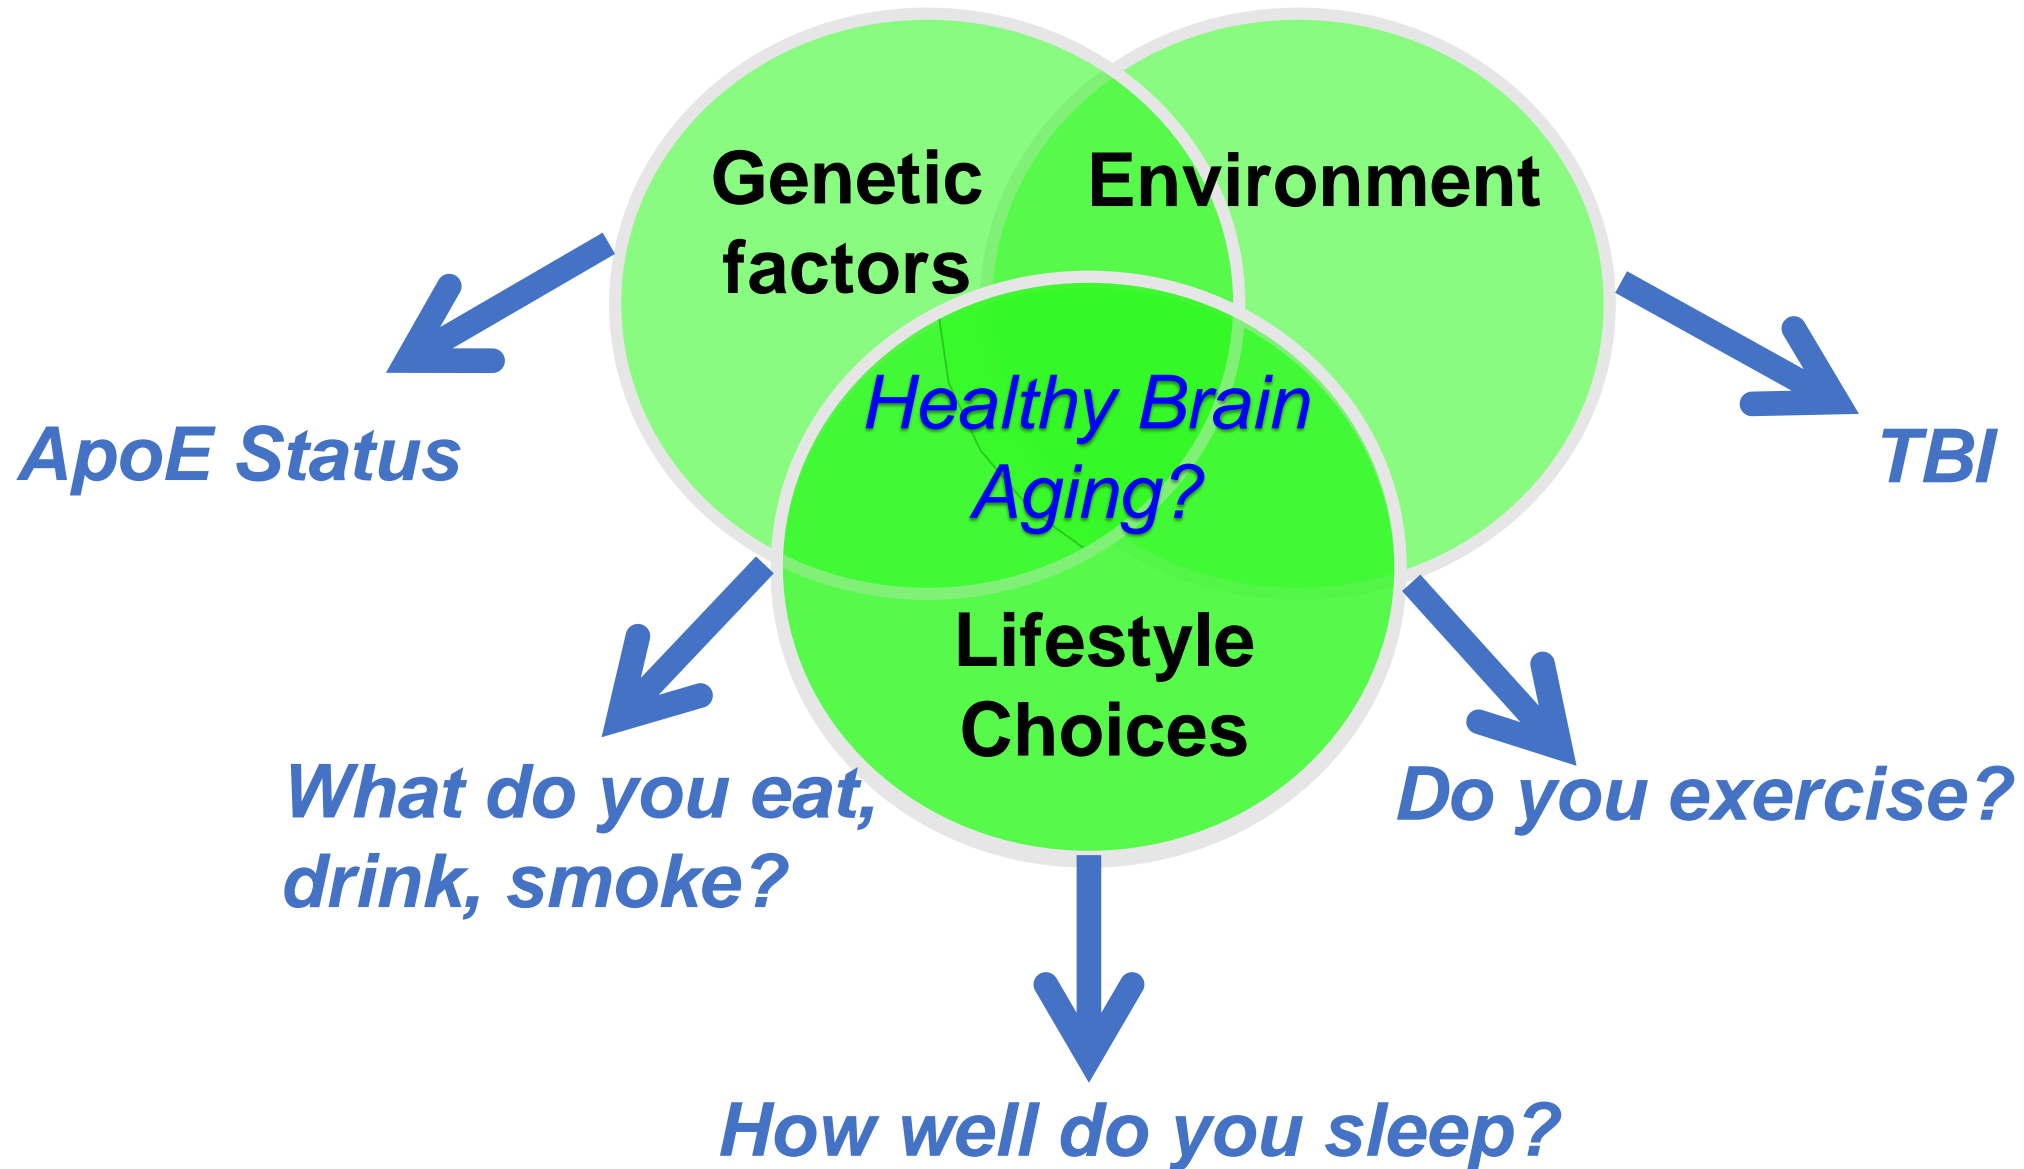 Genetic
factors
Environment
Healthy Brain
Aging?
ApoE Status
TBI
Lifestyle
Choices
What do you eat,
drink, smoke?
Do you exercise?
How well do you sleep?